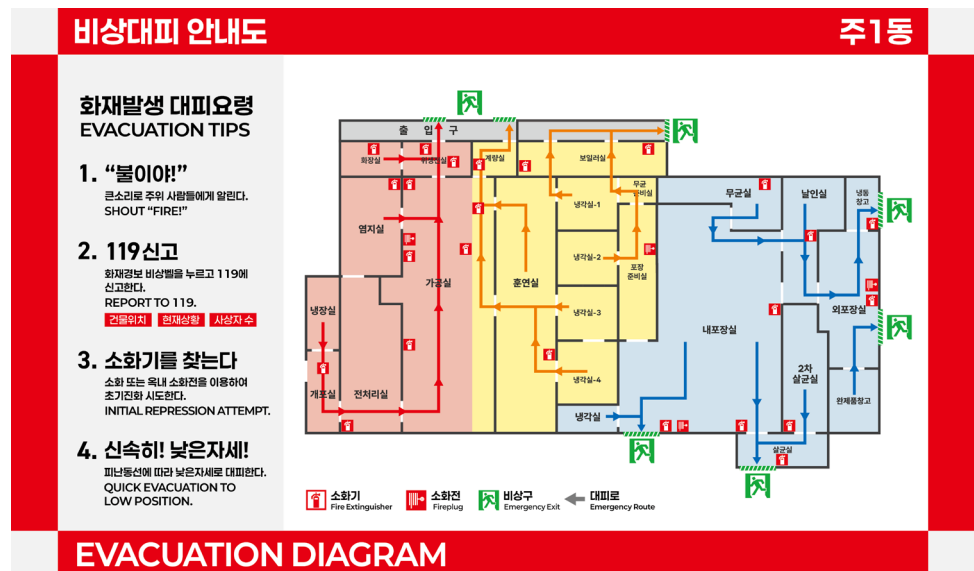 비상대피 안내도
주1동
화재발생 대피요령
EVACUATION TIPS
1. “불이야!”
큰소리로 주위 사람들에게 알린다.
SHOUT “FIRE!”
2. 119신고
화재경보 비상벨을 누르고 119에
신고한다.
REPORT TO 119.
건물위치 현재상황 사상자 수
3. 소화기를 찾는다
소화 또는 옥내 소화전을 이용하여
초기진화 시도한다.
INITIAL REPRESSION ATTEMPT.
4. 신속히! 낮은자세!
피난동선에 따라 낮은자세로 대피한다.
QUICK EVACUATION TO
LOW POSITION.
출 입 구
화장실
계량실
보일러실
무균
준비실
무균실
날인실
냉동
창고
염지실
냉각실-1
냉각실-2
포장
준비실
가공실
훈연실
냉장실
냉각실-3
내포장실
외포장실
개포실
전처리실
냉각실-4
2차
살균실
완제품창고
냉각실
살균실
소화기
Fire Extinguisher
소화전
Fireplug
비상구
Emergency Exit
대피로
Emergency Route
EVACUATION DIAGRAM